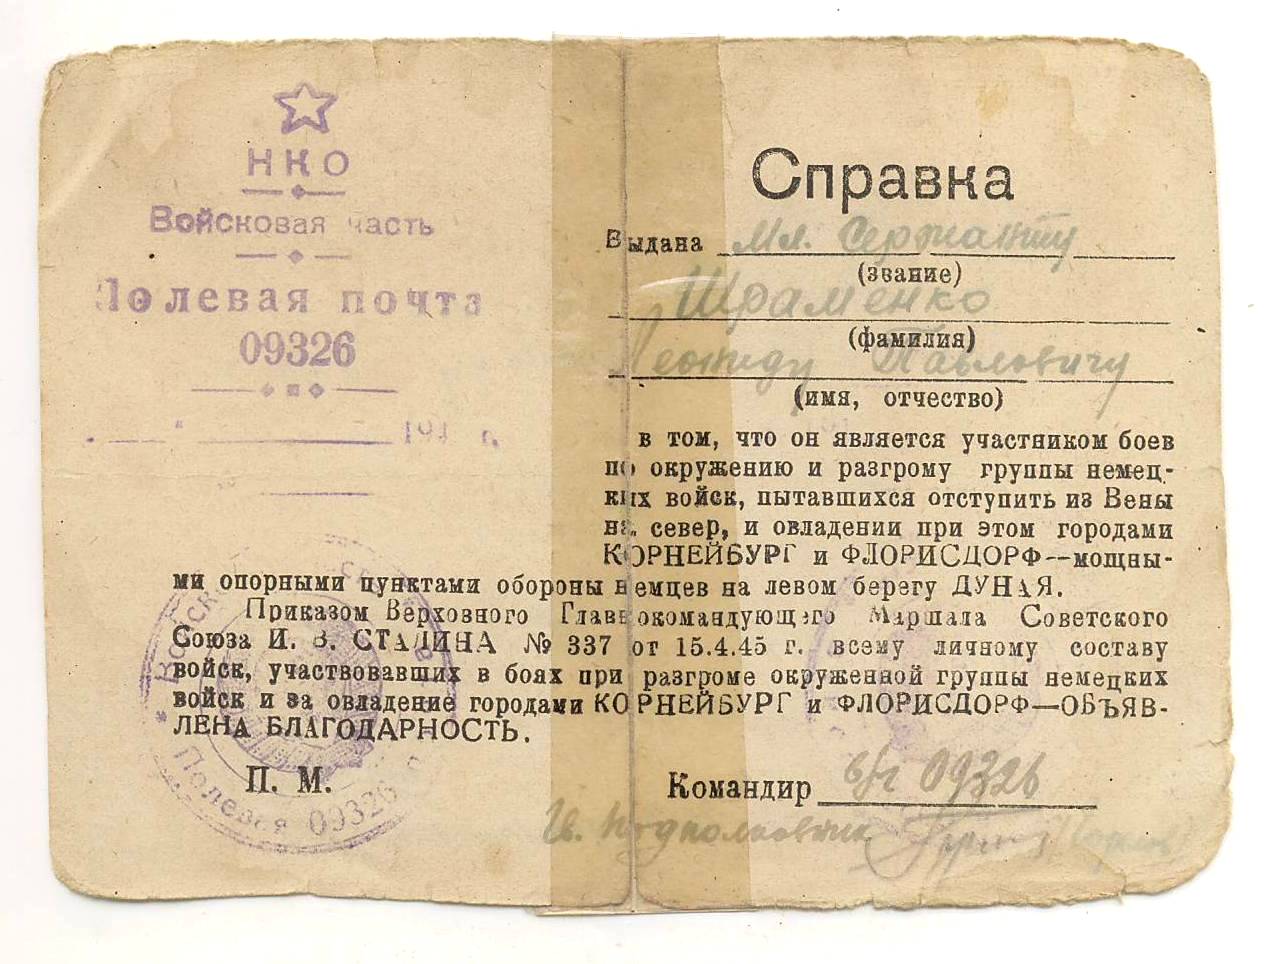 НКО
Войсковая часть
Полевая почта
09326
194 г.
Справка
Выдана Мл. Сержанту
(звание)
Шраменко
(фамилия)
Леониду Павловичу
(имя, отчество)
в том, что он является участником боев
по окружению и разгрому группы немец-
ких войск, пытавшихся отступить из Вены
на север, и овладении при этом городами
КОРНЕЙБУРГ и ФЛОРИСДОРФ--мощны-
ми опорными пунктами обороны немцев на левом берегу ДУНАЯ.
Приказом Верховного Главнокомандующего Маршала Советского
Союза И. В. СТАЛИНА № 337 от 15.4.45 г. всему личному составу
войск, участвовавших в боях при разгроме окруженной группы немецких
войск и за овладение городами КОРНЕЙБУРГ и ФЛОРИСДОРФ—ОБЪЯВ-
ЛЕНА БЛАГОДАРНОСТЬ.
П. М.
Полевая 09326
Командир в/ч 09326
Гв. подполковник